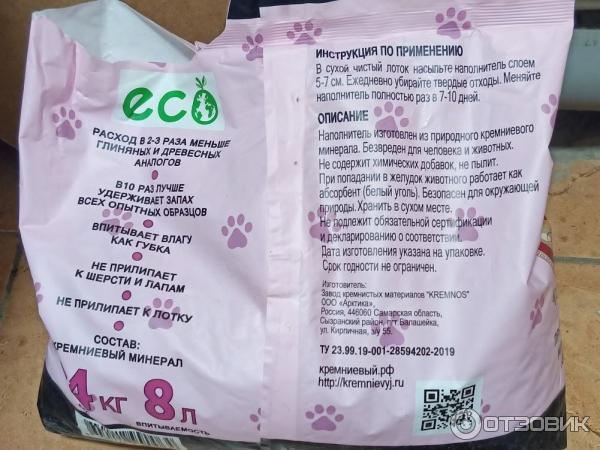 eco
РАСХОД В 2-3 РАЗА МЕНЬШЕ
ГЛИНЯНЫХ И ДРЕВЕСНЫХ
АНАЛОГОВ
В10 РАЗ ЛУЧШЕ
УДЕРЖИВАЕТ ЗАПАХ
ВСЕХ ОПЫТНЫХ ОБРАЗЦОВ
ВПИТЫВАЕТ ВЛАГУ
КАК ГУБКА
НЕ ПРИЛИПАЕТ
К ШЕРСТИ И ЛАПАМ
НЕ ПРИЛИПАЕТ К ЛОТКУ
СОСТАВ:
КРЕМНИЕВЫЙ МИНЕРАЛ
4 КГ 8 Л
ВПИТЫВАЕМОСТЬ
ИНСТРУКЦИЯ ПО ПРИМЕНЕНИЮ
В сухой чистый лоток насыпьте наполнитель слоем
5-7 см. Ежедневно убирайте твердые отходы. Меняйте
наполнитель полностью раз в 7-10 дней.
ОПИСАНИЕ
Наполнитель изготовлен из природного кремниевого
минерала. Безвреден для человека и животных.
Не содержит химических добавок, не пылит.
При попадании в желудок животного работает как
абсорбент (белый уголь). Безопасен для окружающей
природы. Хранить в сухом месте.
Не подлежит обязательной сертификации
и декларированию о соответствии.
Дата изготовления указана на упаковке.
Срок годности не ограничен.
Изготовитель:
Завод кремнистых материалов "KREMNOS"
ООО «Арктика»,
Россия, 446060 Самарская область,
Сызранский район, пгт Балашейка,
ул. Кирпичная, з/у 55.
ТУ 23.99.19-001-28594202-2019
кремниевый.рф
http://kremnievyj.ru
ОТЗОВИК